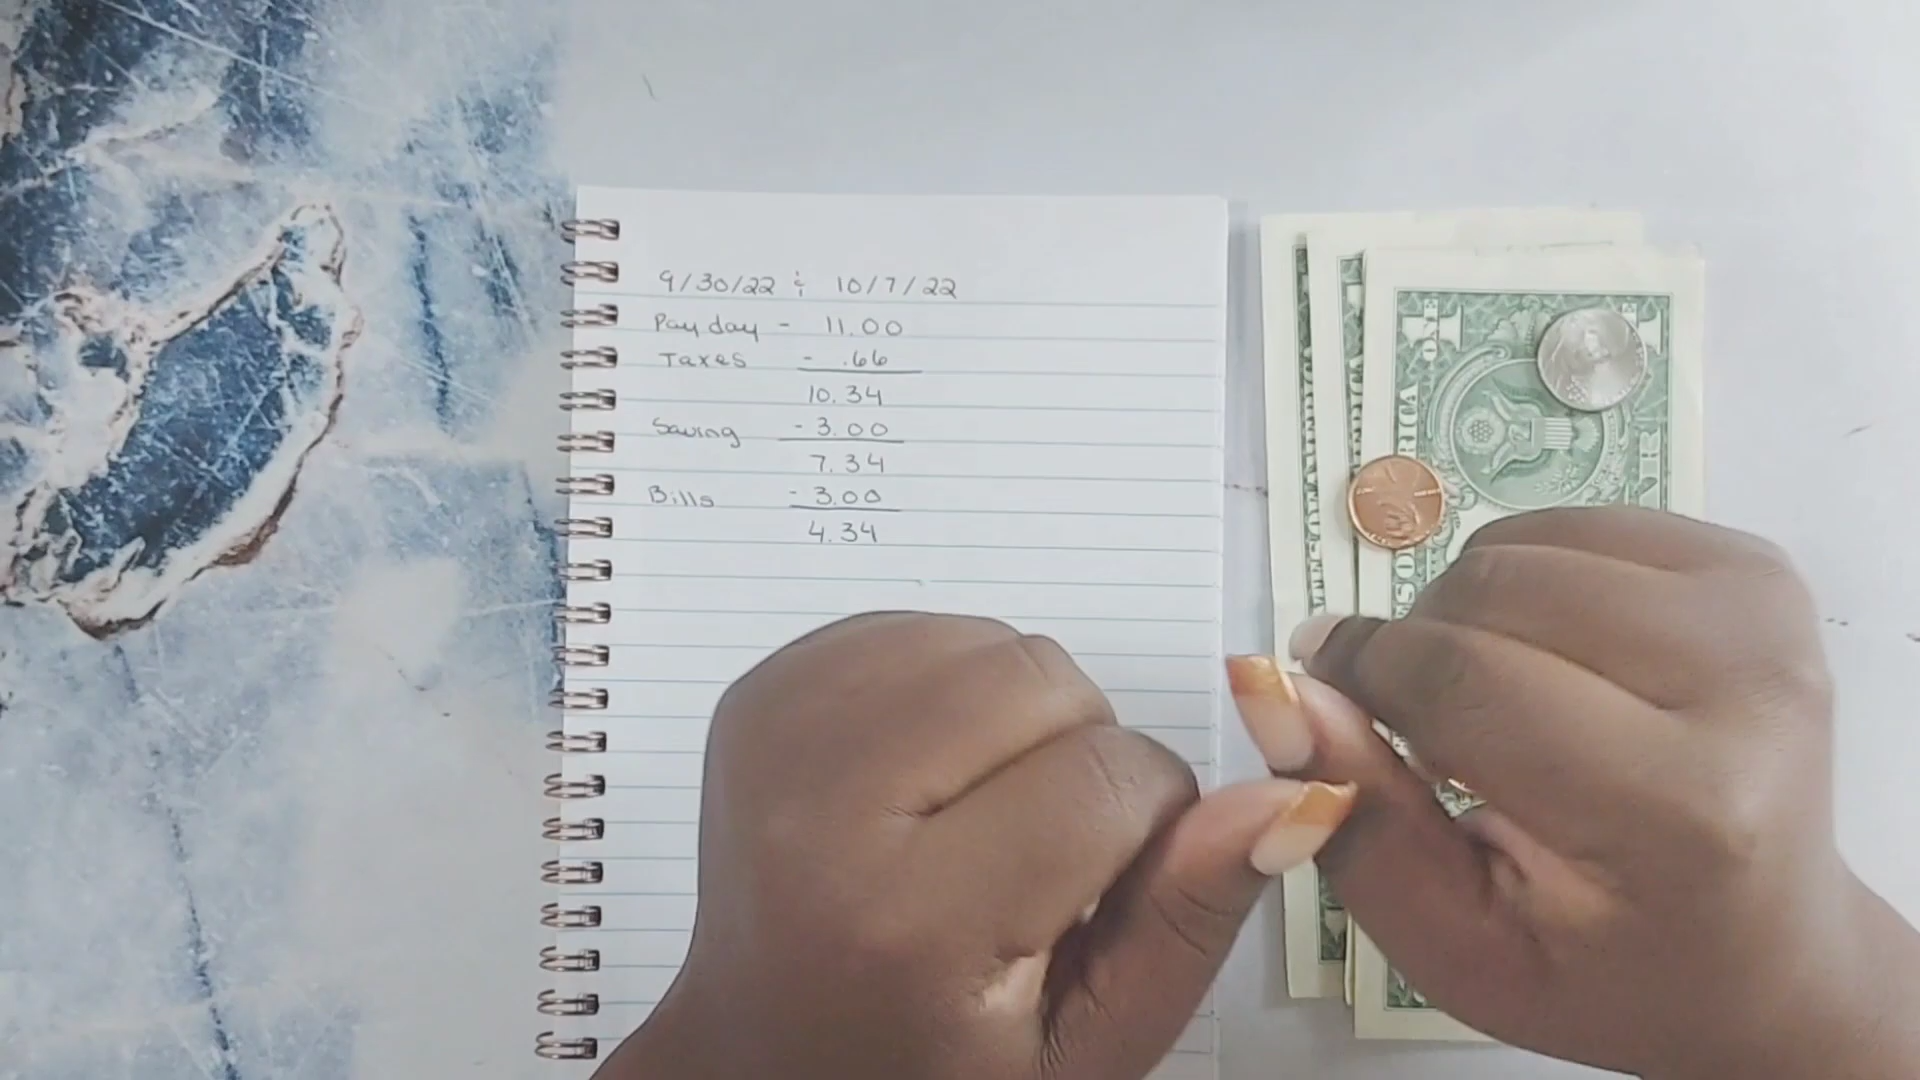 9/30/22 & 10/7/22
Pay day - 11.00
Taxes - .66
10.34
Saving - 3.00
7.34
Bills - 3.00
4.34
ONE